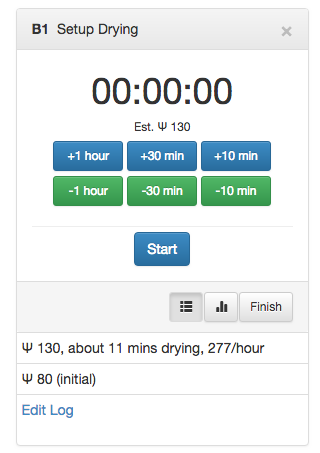 B1 Setup Drying ×
00:00:00
Est. Ψ 130
+1 hour +30 min +10 min
-1 hour -30 min -10 min
Start
Finish
Ψ 130, about 11 mins drying, 277/hour
Ψ 80 (initial)
Edit Log